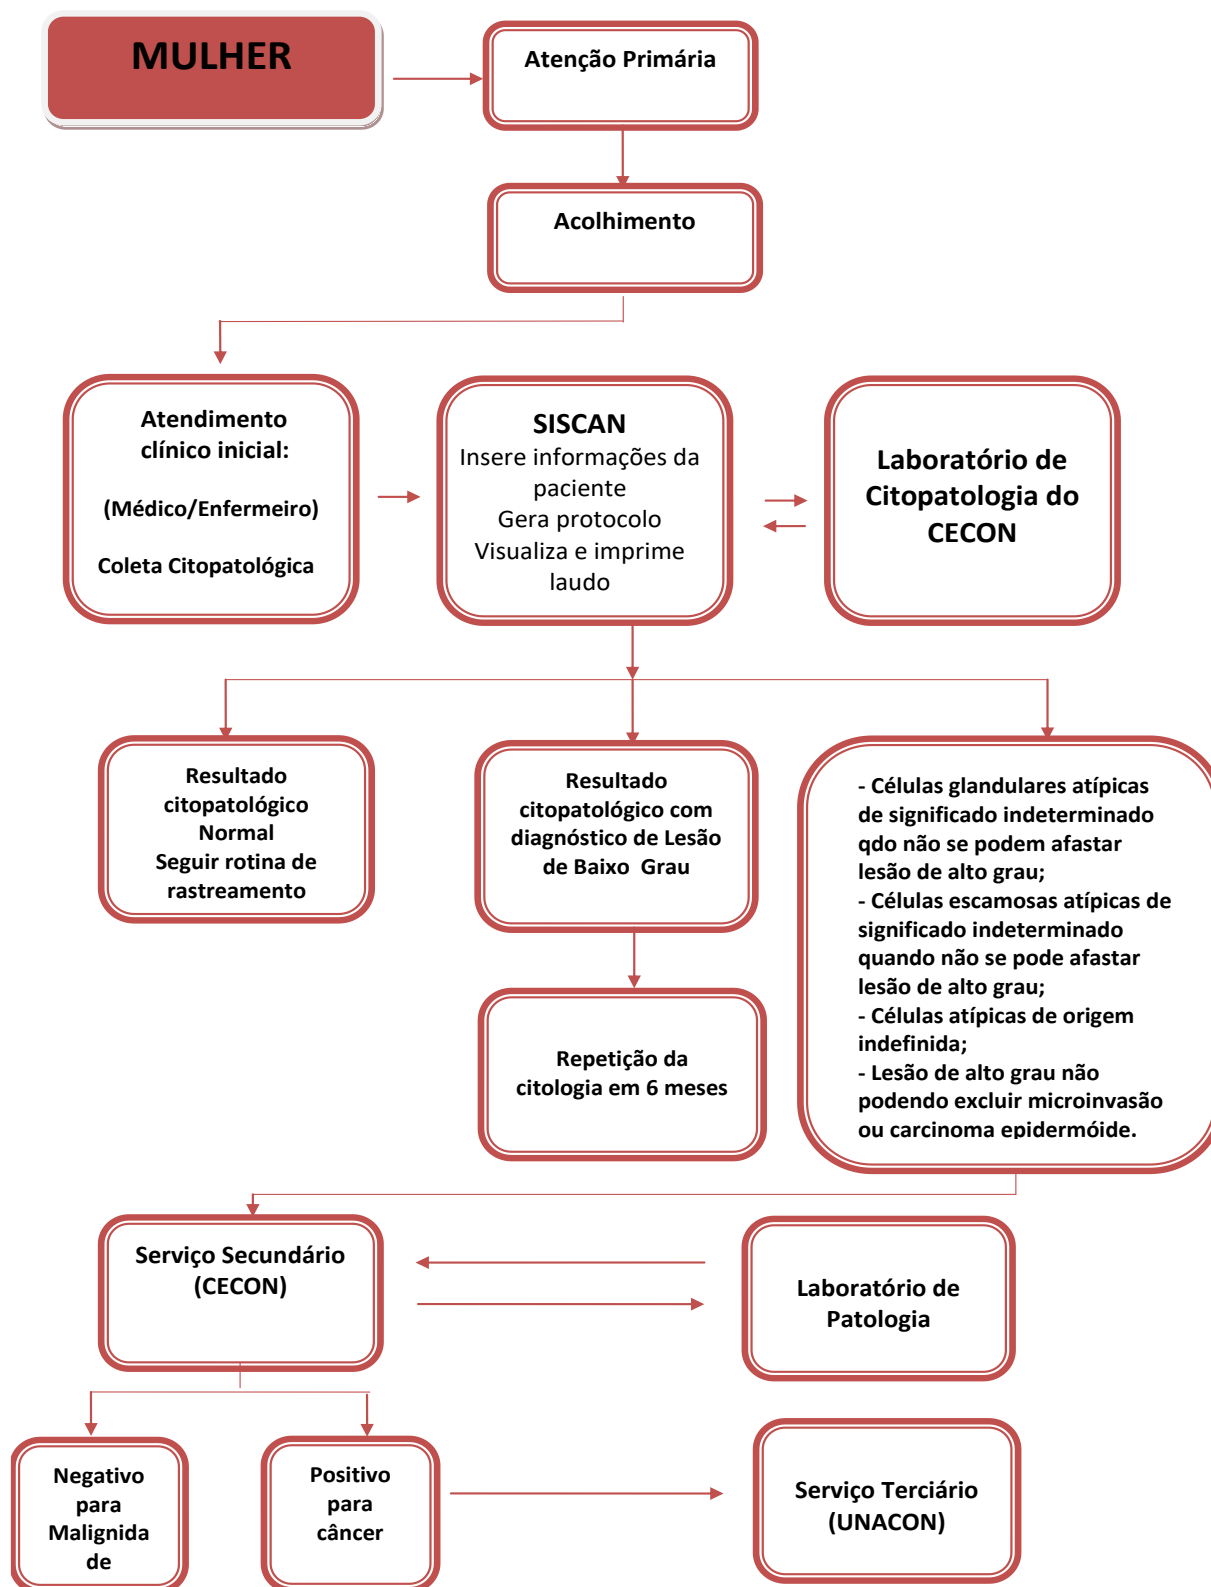 MULHER
Atenção Primária
Acolhimento
Atendimento
clínico inicial:
(Médico/Enfermeiro)
Coleta Citopatológica
SISCAN
Insere informações da
paciente
Gera protocolo
Visualiza e imprime
laudo
Laboratório de
Citopatologia do
CECON
Resultado
citopatológico
Normal
Seguir rotina de
rastreamento
Resultado
citopatológico com
diagnóstico de Lesão
de Baixo Grau
- Células glandulares atípicas
de significado indeterminado
qdo não se podem afastar
lesão de alto grau;
- Células escamosas atípicas de
significado indeterminado
quando não se pode afastar
lesão de alto grau;
- Células atípicas de origem
indefinida;
- Lesão de alto grau não
podendo excluir microinvasão
ou carcinoma epidermóide.
Repetição da
citologia em 6 meses
Serviço Secundário
(CECON)
Laboratório de
Patologia
Negativo
para
Malignida
de
Positivo
para
câncer
Serviço Terciário
(UNACON)